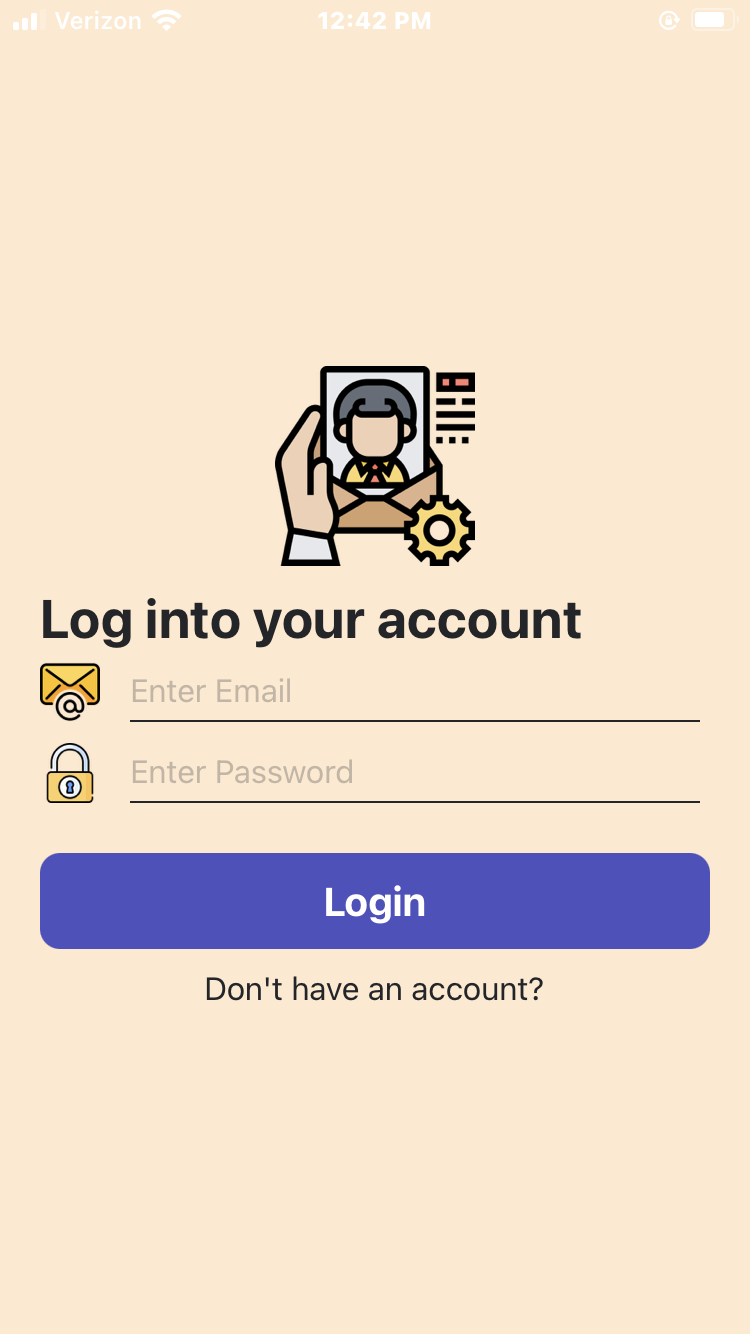 Verizon 12:42 PM
Log into your account
@ Enter Email
Enter Password
Login
Don't have an account?